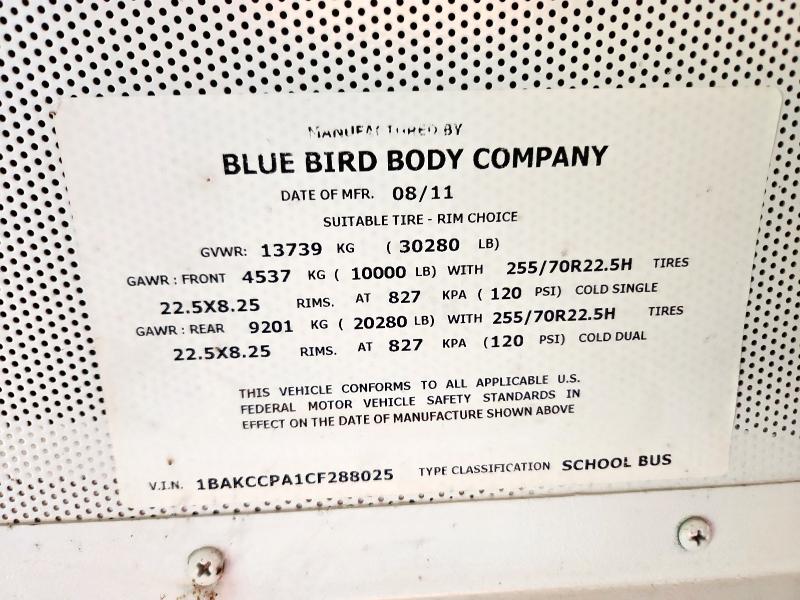 MANUFACTURED BY
BLUE BIRD BODY COMPANY
DATE OF MFR. 08/11
SUITABLE TIRE - RIM CHOICE
GVWR: 13739 KG ( 30280 LB)
GAWR : FRONT 4537 KG ( 10000 LB) WITH 255/70R22.5H TIRES
22.5X8.25 RIMS. AT 827 KPA ( 120 PSI) COLD SINGLE
GAWR : REAR 9201 KG ( 20280 LB) WITH 255/70R22.5H TIRES
22.5X8.25 RIMS. AT 827 KPA (120 PSI) COLD DUAL
THIS VEHICLE CONFORMS TO ALL APPLICABLE U.S.
FEDERAL MOTOR VEHICLE SAFETY STANDARDS IN
EFFECT ON THE DATE OF MANUFACTURE SHOWN ABOVE
V.I.N. 1BAKCCPA1CF288025 TYPE CLASSIFICATION SCHOOL BUS